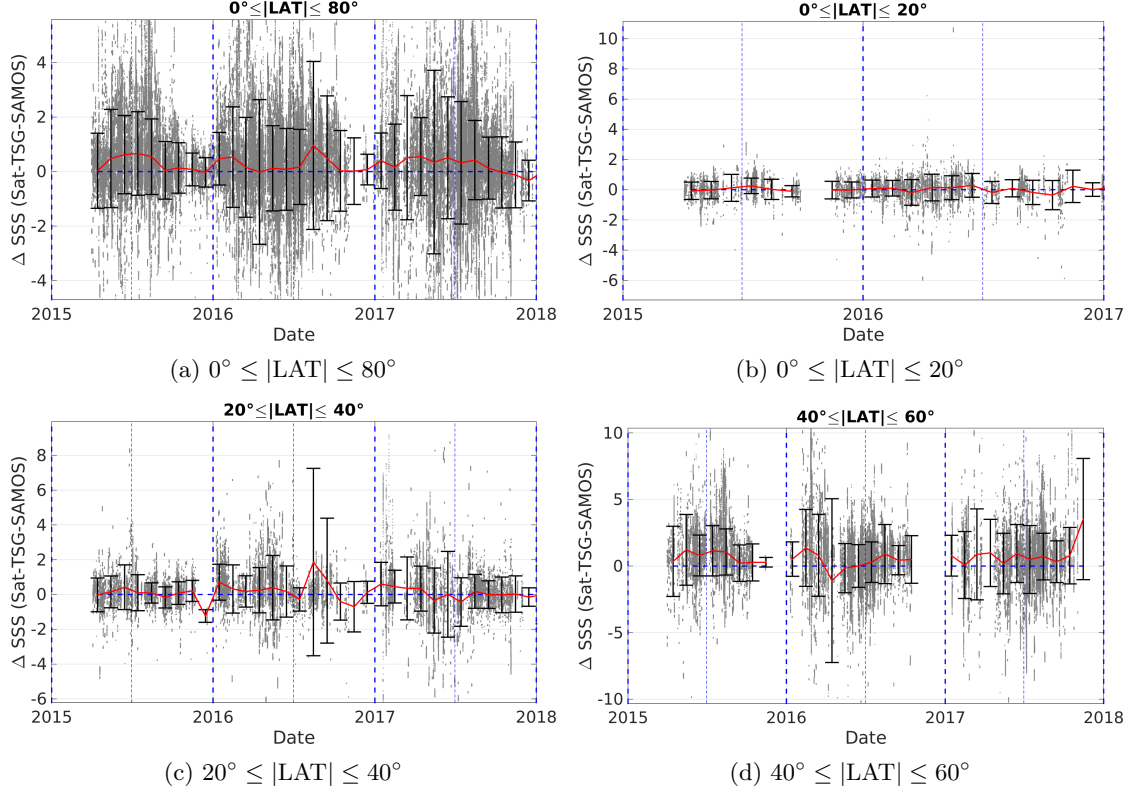 0°≤|LAT|≤ 80°
Δ SSS (Sat-TSG-SAMOS)
4
2
0
-2
-4
2015
2016
2017
2018
Date
(a) 0° ≤ |LAT| ≤ 80°
0°≤|LAT|≤ 20°
Δ SSS (Sat-TSG-SAMOS)
10
8
6
4
2
0
-2
-4
-6
2015
2016
2017
Date
(b) 0° ≤ |LAT| ≤ 20°
20°≤|LAT|≤ 40°
Δ SSS (Sat-TSG-SAMOS)
8
6
4
2
0
-2
-4
-6
2015
2016
2017
2018
Date
(c) 20° ≤ |LAT| ≤ 40°
40°≤|LAT|≤ 60°
Δ SSS (Sat-TSG-SAMOS)
10
5
0
-5
-10
2015
2016
2017
2018
Date
(d) 40° ≤ |LAT| ≤ 60°